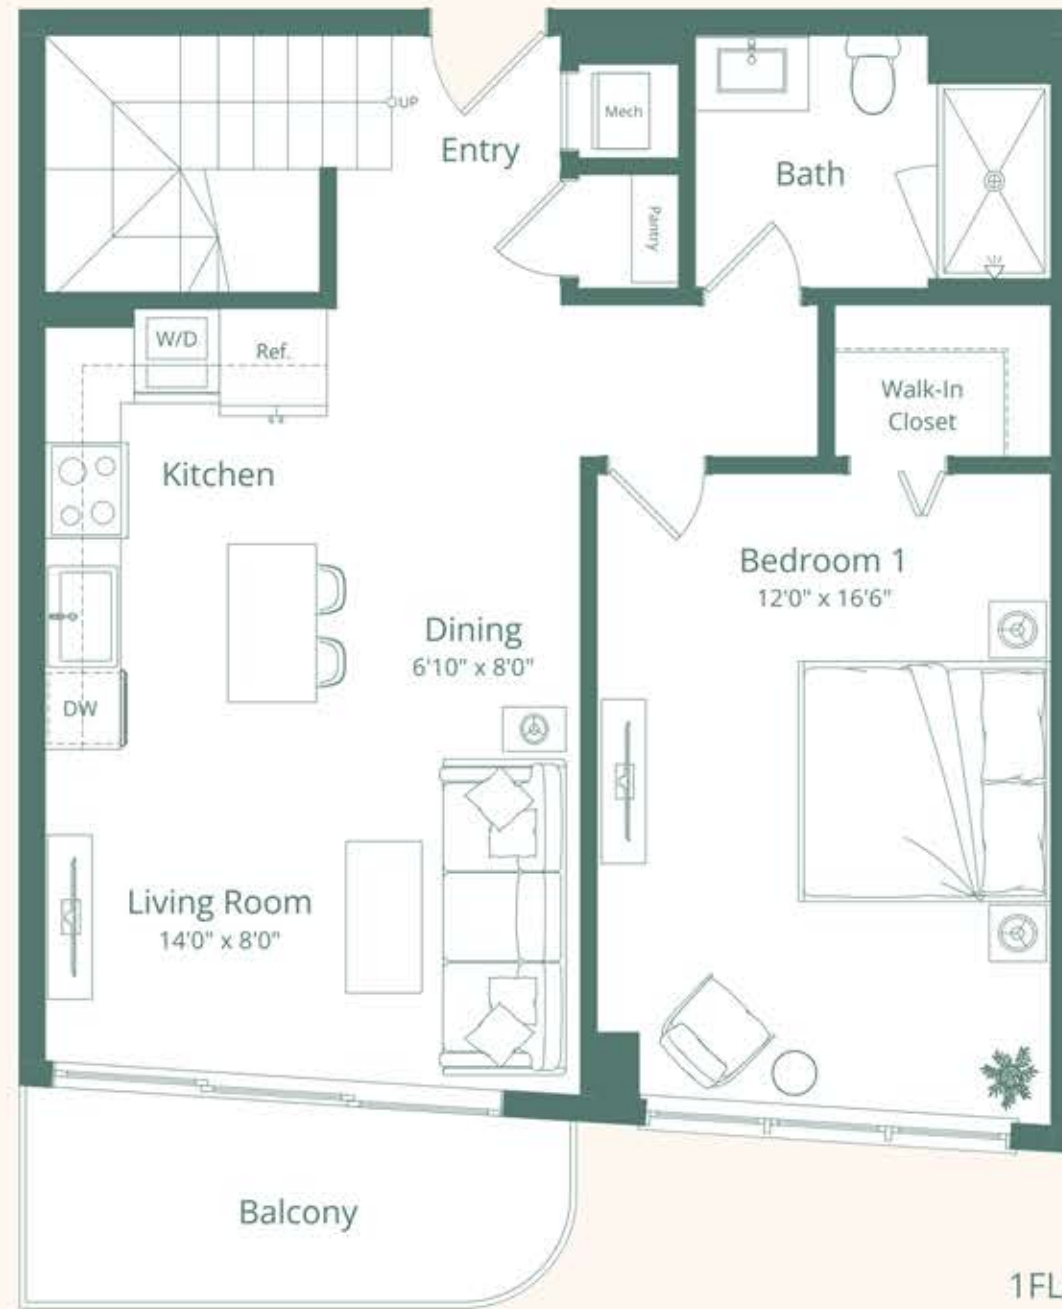 UP
Entry
Mech
Pantry
Bath
W/D
Ref.
Walk-In
Closet
Kitchen
Bedroom 1
12'0" x 16'6"
Dining
6'10" x 8'0"
DW
Living Room
14'0" x 8'0"
Balcony
1FL